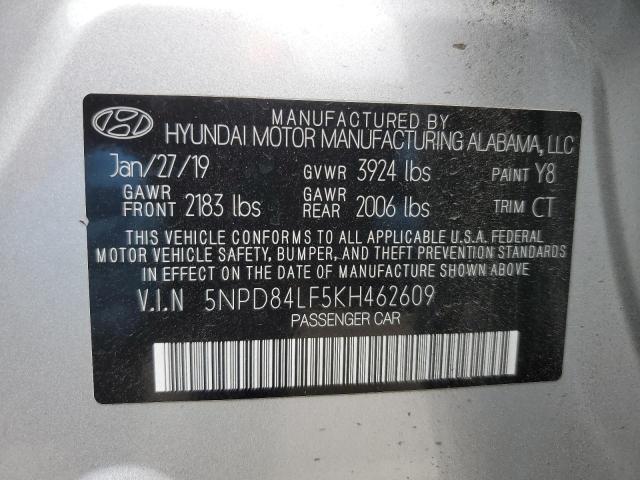 MANUFACTURED BY
HYUNDAI MOTOR MANUFACTURING ALABAMA, LLC
Jan/27/19 GVWR 3924 lbs PAINT Y8
GAWR FRONT 2183 lbs GAWR REAR 2006 lbs TRIM CT
THIS VEHICLE CONFORMS TO ALL APPLICABLE U.S.A. FEDERAL
MOTOR VEHICLE SAFETY, BUMPER, AND THEFT PREVENTION STANDARDS
IN EFFECT ON THE DATE OF MANUFACTURE SHOWN ABOVE.
V.I.N 5NPD84LF5KH462609
PASSENGER CAR